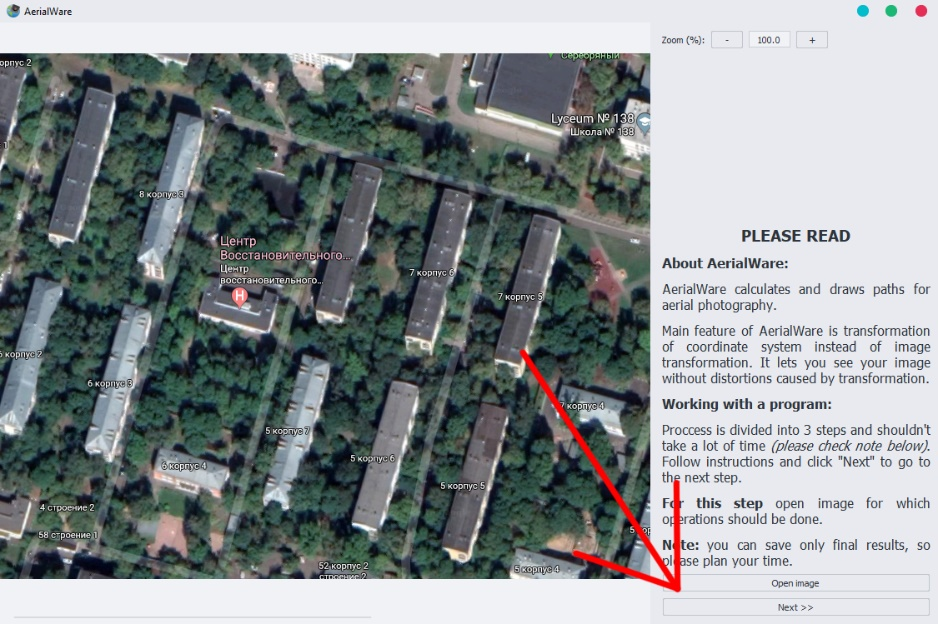 AerialWare
Zoom (%):
-
100.0
+
Серебряный
Lyceum № 138
Школа № 138
8 корпус 3
Центр
Восстановительного...
Центр
восстановительного...
7 корпус 6
7 корпус 5
6 корпус 3
7 корпус 4
5 корпус 7
5 корпус 6
6 корпус 4
5 корпус 5
4 строение 2
58 строение 1
52 корпус 2
строение 2
5 корпус 4
PLEASE READ
About AerialWare:
AerialWare calculates and draws paths for
aerial photography.
Main feature of AerialWare is transformation
of coordinate system instead of image
transformation. It lets you see your image
without distortions caused by transformation.
Working with a program:
Proccess is divided into 3 steps and shouldn't
take a lot of time (please check note below).
Follow instructions and click "Next" to go to
the next step.
For this step open image for which
operations should be done.
Note: you can save only final results, so
please plan your time.
Open image
Next >>